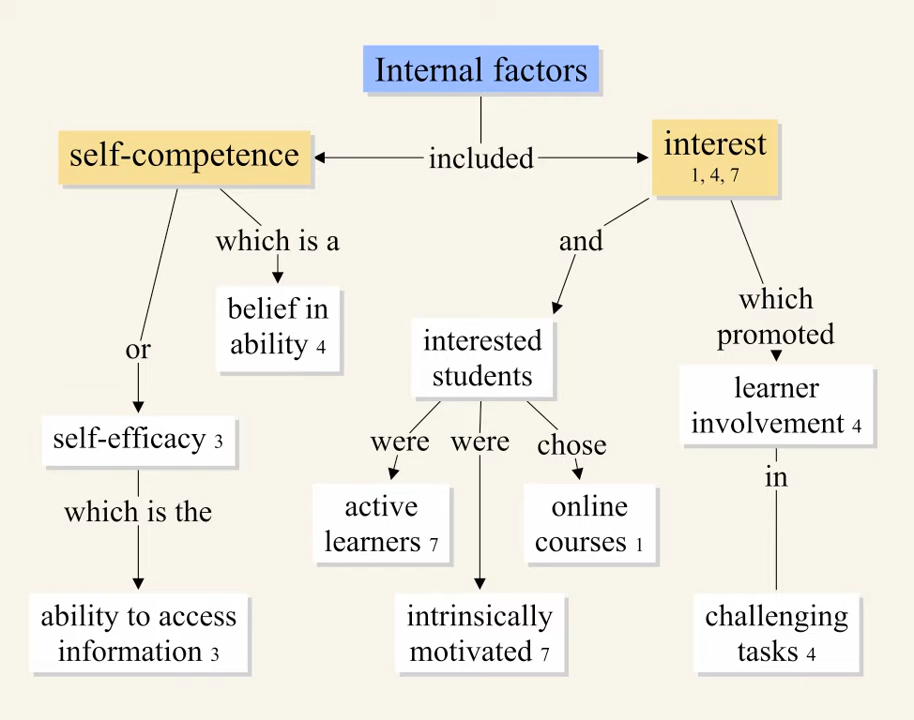 Internal factors
self-competence
included
interest
1, 4, 7
which is a
and
belief in
ability 4
which
promoted
or
interested
students
learner
involvement 4
self-efficacy 3
were
were
chose
in
which is the
active
learners 7
online
courses 1
ability to access
information 3
intrinsically
motivated 7
challenging
tasks 4